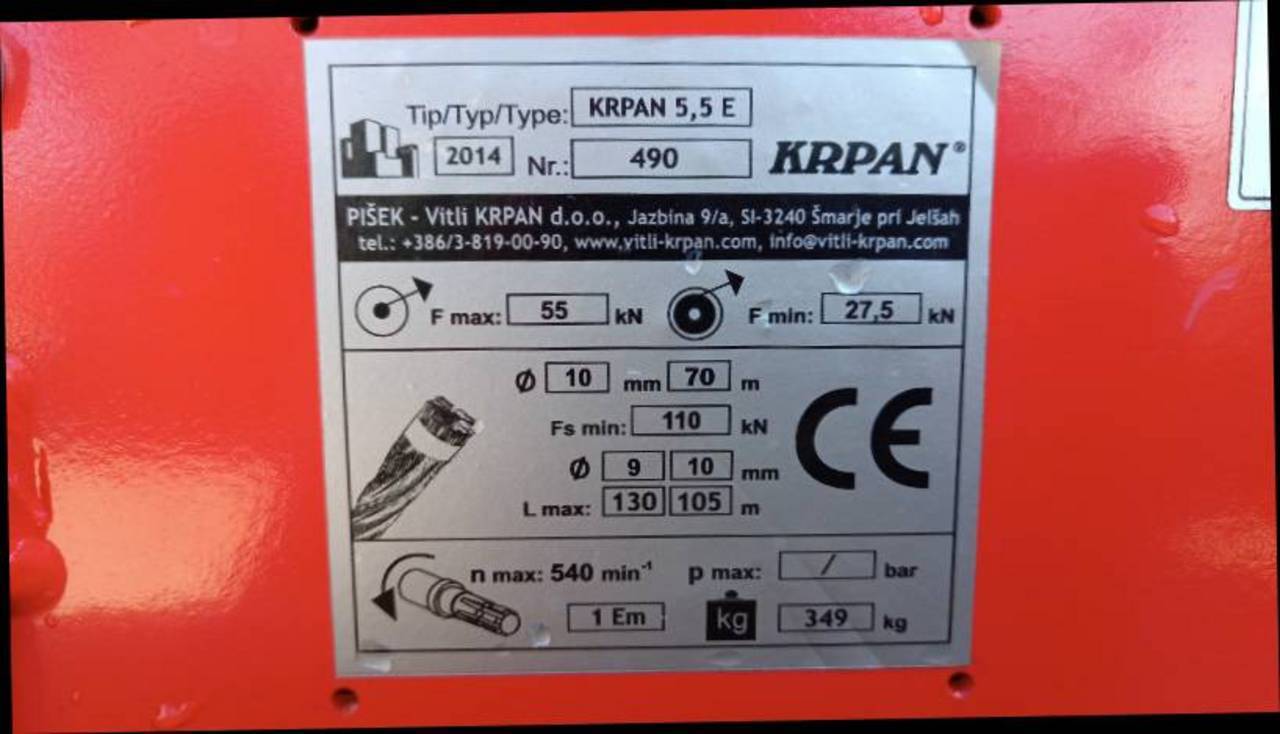 Tip/Typ/Type: KRPAN 5,5 E
2014 Nr.: 490 KRPAN®
PIŠEK - Vitli KRPAN d.o.o., Jazbina 9/a, SI-3240 Šmarje pri Jelšah
tel.: +386/3-819-00-90, www.vitli-krpan.com, info@vitli-krpan.com
F max: 55 kN F min: 27,5 kN
Ø 10 mm 70 m
Fs min: 110 kN
CE
Ø 9 10 mm
L max: 130 105 m
n max: 540 min⁻¹ p max: / bar
1 Em kg 349 kg